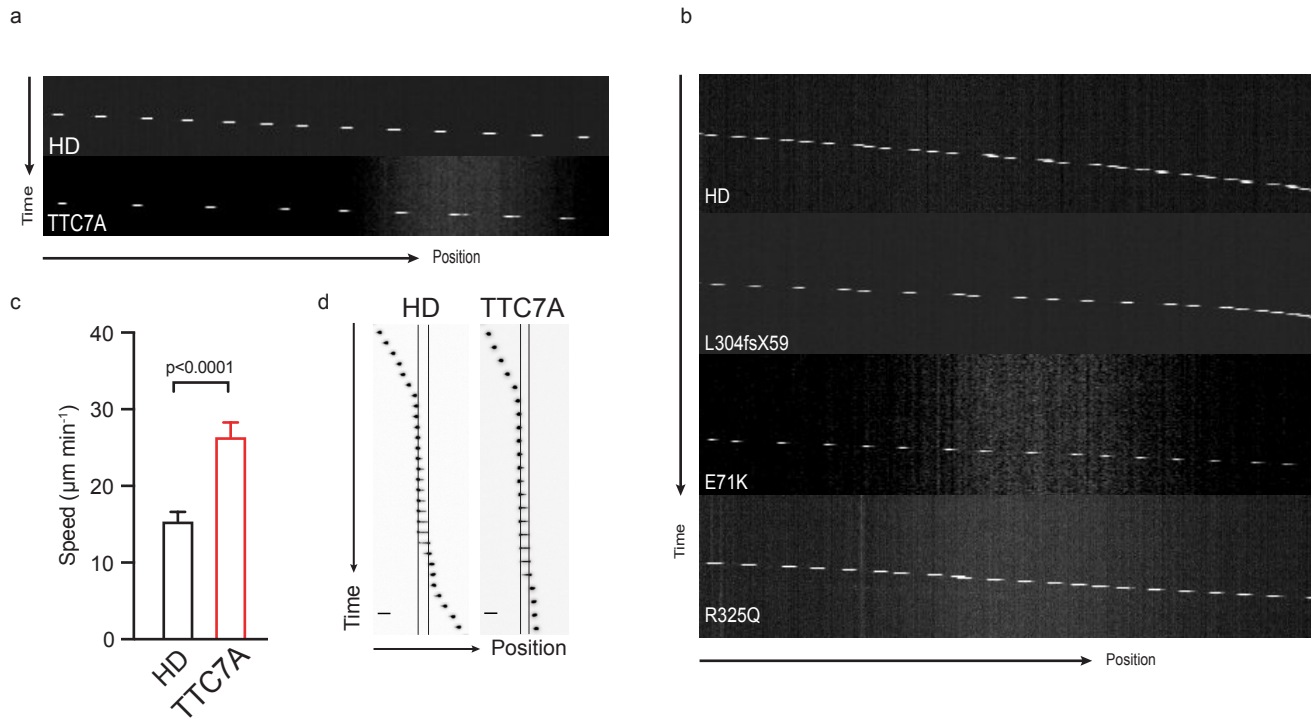 a
HD
TTC7A
Time
Position
b
HD
L304fsX59
E71K
R325Q
Time
Position
c
Speed (µm min⁻¹)
40
30
20
10
0
p<0.0001
HD
TTC7A
d
HD
TTC7A
Time
Position